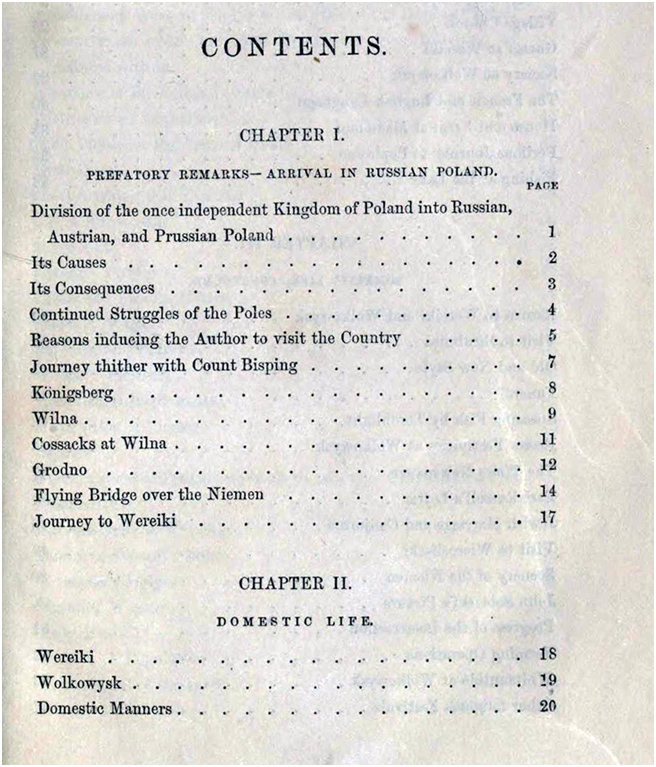 CONTENTS.
CHAPTER I.
PREFATORY REMARKS— ARRIVAL IN RUSSIAN POLAND.
PAGE
Division of the once independent Kingdom of Poland into Russian,
Austrian, and Prussian Poland . . . . . . . . 1
Its Causes . . . . . . . . . . . . . 2
Its Consequences . . . . . . . . . . . . 3
Continued Struggles of the Poles . . . . . . . . 4
Reasons inducing the Author to visit the Country . . . . 5
Journey thither with Count Bisping . . . . . . . 7
Königsberg . . . . . . . . . . . . . 8
Wilna . . . . . . . . . . . . . . 9
Cossacks at Wilna . . . . . . . . . . . 11
Grodno . . . . . . . . . . . . . . 12
Flying Bridge over the Niemen . . . . . . . . 14
Journey to Wereiki . . . . . . . . . . . 17
CHAPTER II.
DOMESTIC LIFE.
Wereiki . . . . . . . . . . . . . . 18
Wolkowysk . . . . . . . . . . . . . 19
Domestic Manners . . . . . . . . . . . . 20